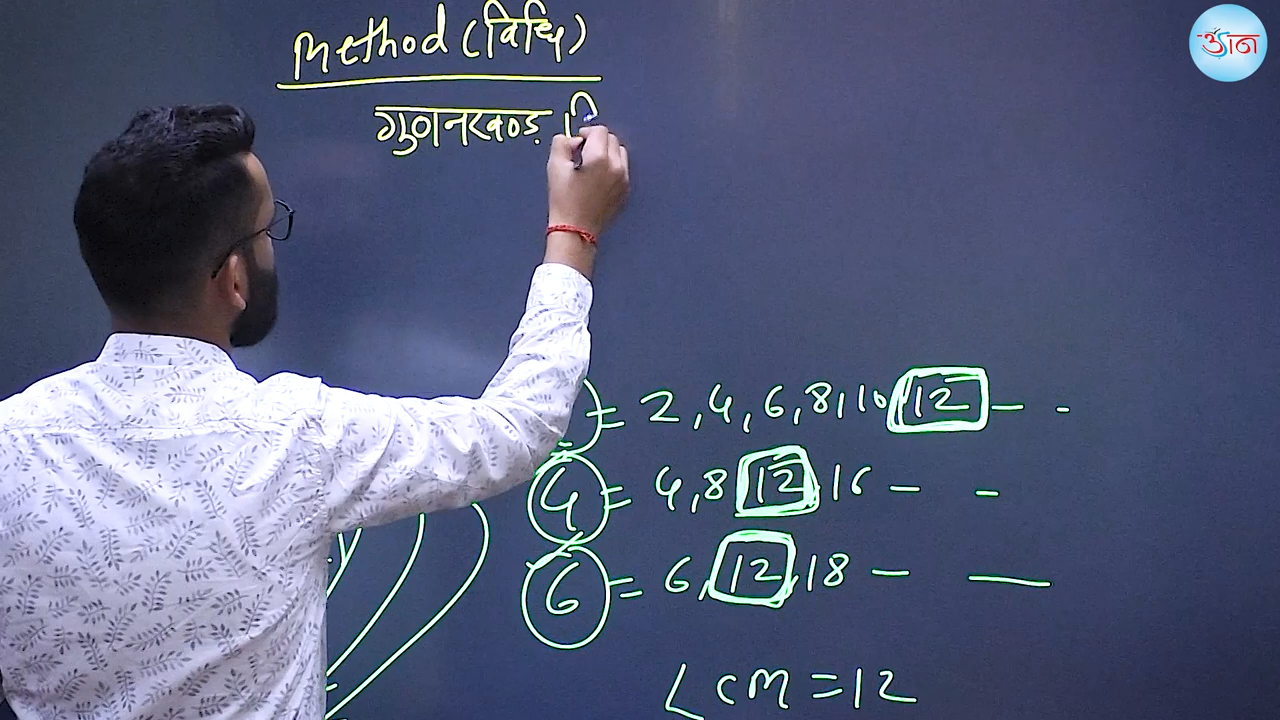 Method (विधि)
गुणनखण्ड वि
= 2, 4, 6, 8, 10, 12 - -
4 = 4, 8, 12, 16 - -
6 = 6, 12, 18 - -
y
LCM = 12